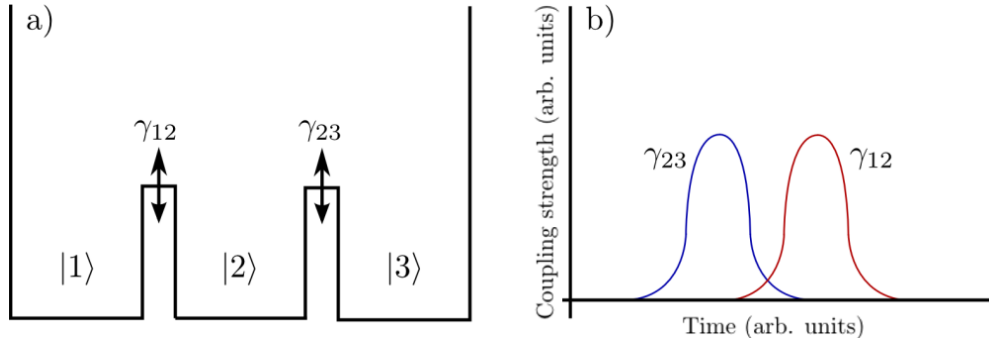 a)
γ₁₂
γ₂₃
|1⟩
|2⟩
|3⟩
b)
Coupling strength (arb. units)
γ₂₃
γ₁₂
Time (arb. units)